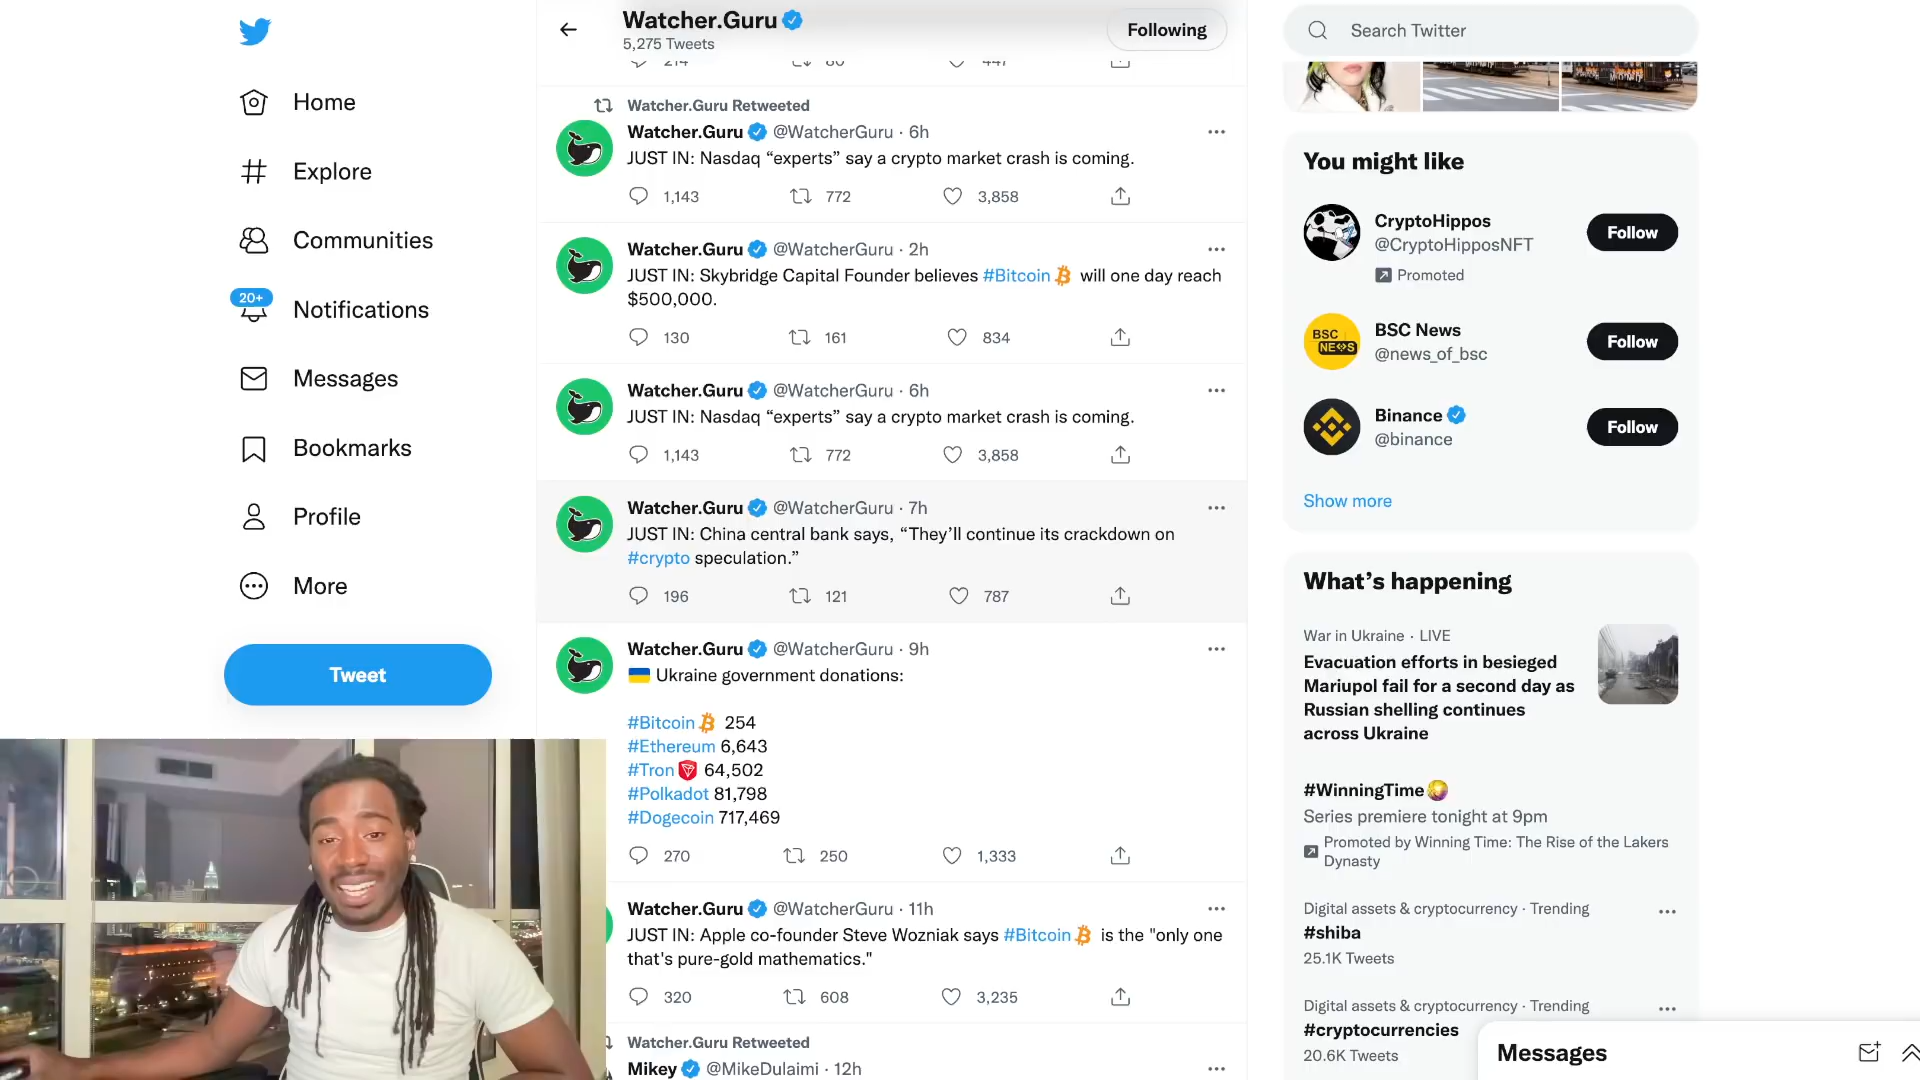 Home
Explore
Communities
20+
Notifications
Messages
Bookmarks
Profile
More
Tweet
Watcher.Guru
5,275 Tweets
Following
Watcher.Guru Retweeted
Watcher.Guru @WatcherGuru · 6h
JUST IN: Nasdaq “experts” say a crypto market crash is coming.
1,143 772 3,858
Watcher.Guru @WatcherGuru · 2h
JUST IN: Skybridge Capital Founder believes #Bitcoin will one day reach
$500,000.
130 161 834
Watcher.Guru @WatcherGuru · 6h
JUST IN: Nasdaq “experts” say a crypto market crash is coming.
1,143 772 3,858
Watcher.Guru @WatcherGuru · 7h
JUST IN: China central bank says, “They’ll continue its crackdown on
#crypto speculation.”
196 121 787
Watcher.Guru @WatcherGuru · 9h
Ukraine government donations:
#Bitcoin 254
#Ethereum 6,643
#Tron 64,502
#Polkadot 81,798
#Dogecoin 717,469
270 250 1,333
Watcher.Guru @WatcherGuru · 11h
JUST IN: Apple co-founder Steve Wozniak says #Bitcoin is the "only one
that's pure-gold mathematics."
320 608 3,235
Watcher.Guru Retweeted
Mikey @MikeDulaimi · 12h
Search Twitter
You might like
CryptoHippos
@CryptoHipposNFT
Promoted
Follow
BSC NEWS
BSC News
@news_of_bsc
Follow
Binance
@binance
Follow
Show more
What’s happening
War in Ukraine · LIVE
Evacuation efforts in besieged
Mariupol fail for a second day as
Russian shelling continues
across Ukraine
#WinningTime
Series premiere tonight at 9pm
Promoted by Winning Time: The Rise of the Lakers
Dynasty
Digital assets & cryptocurrency · Trending
#shiba
25.1K Tweets
Digital assets & cryptocurrency · Trending
#cryptocurrencies
20.6K Tweets
Messages